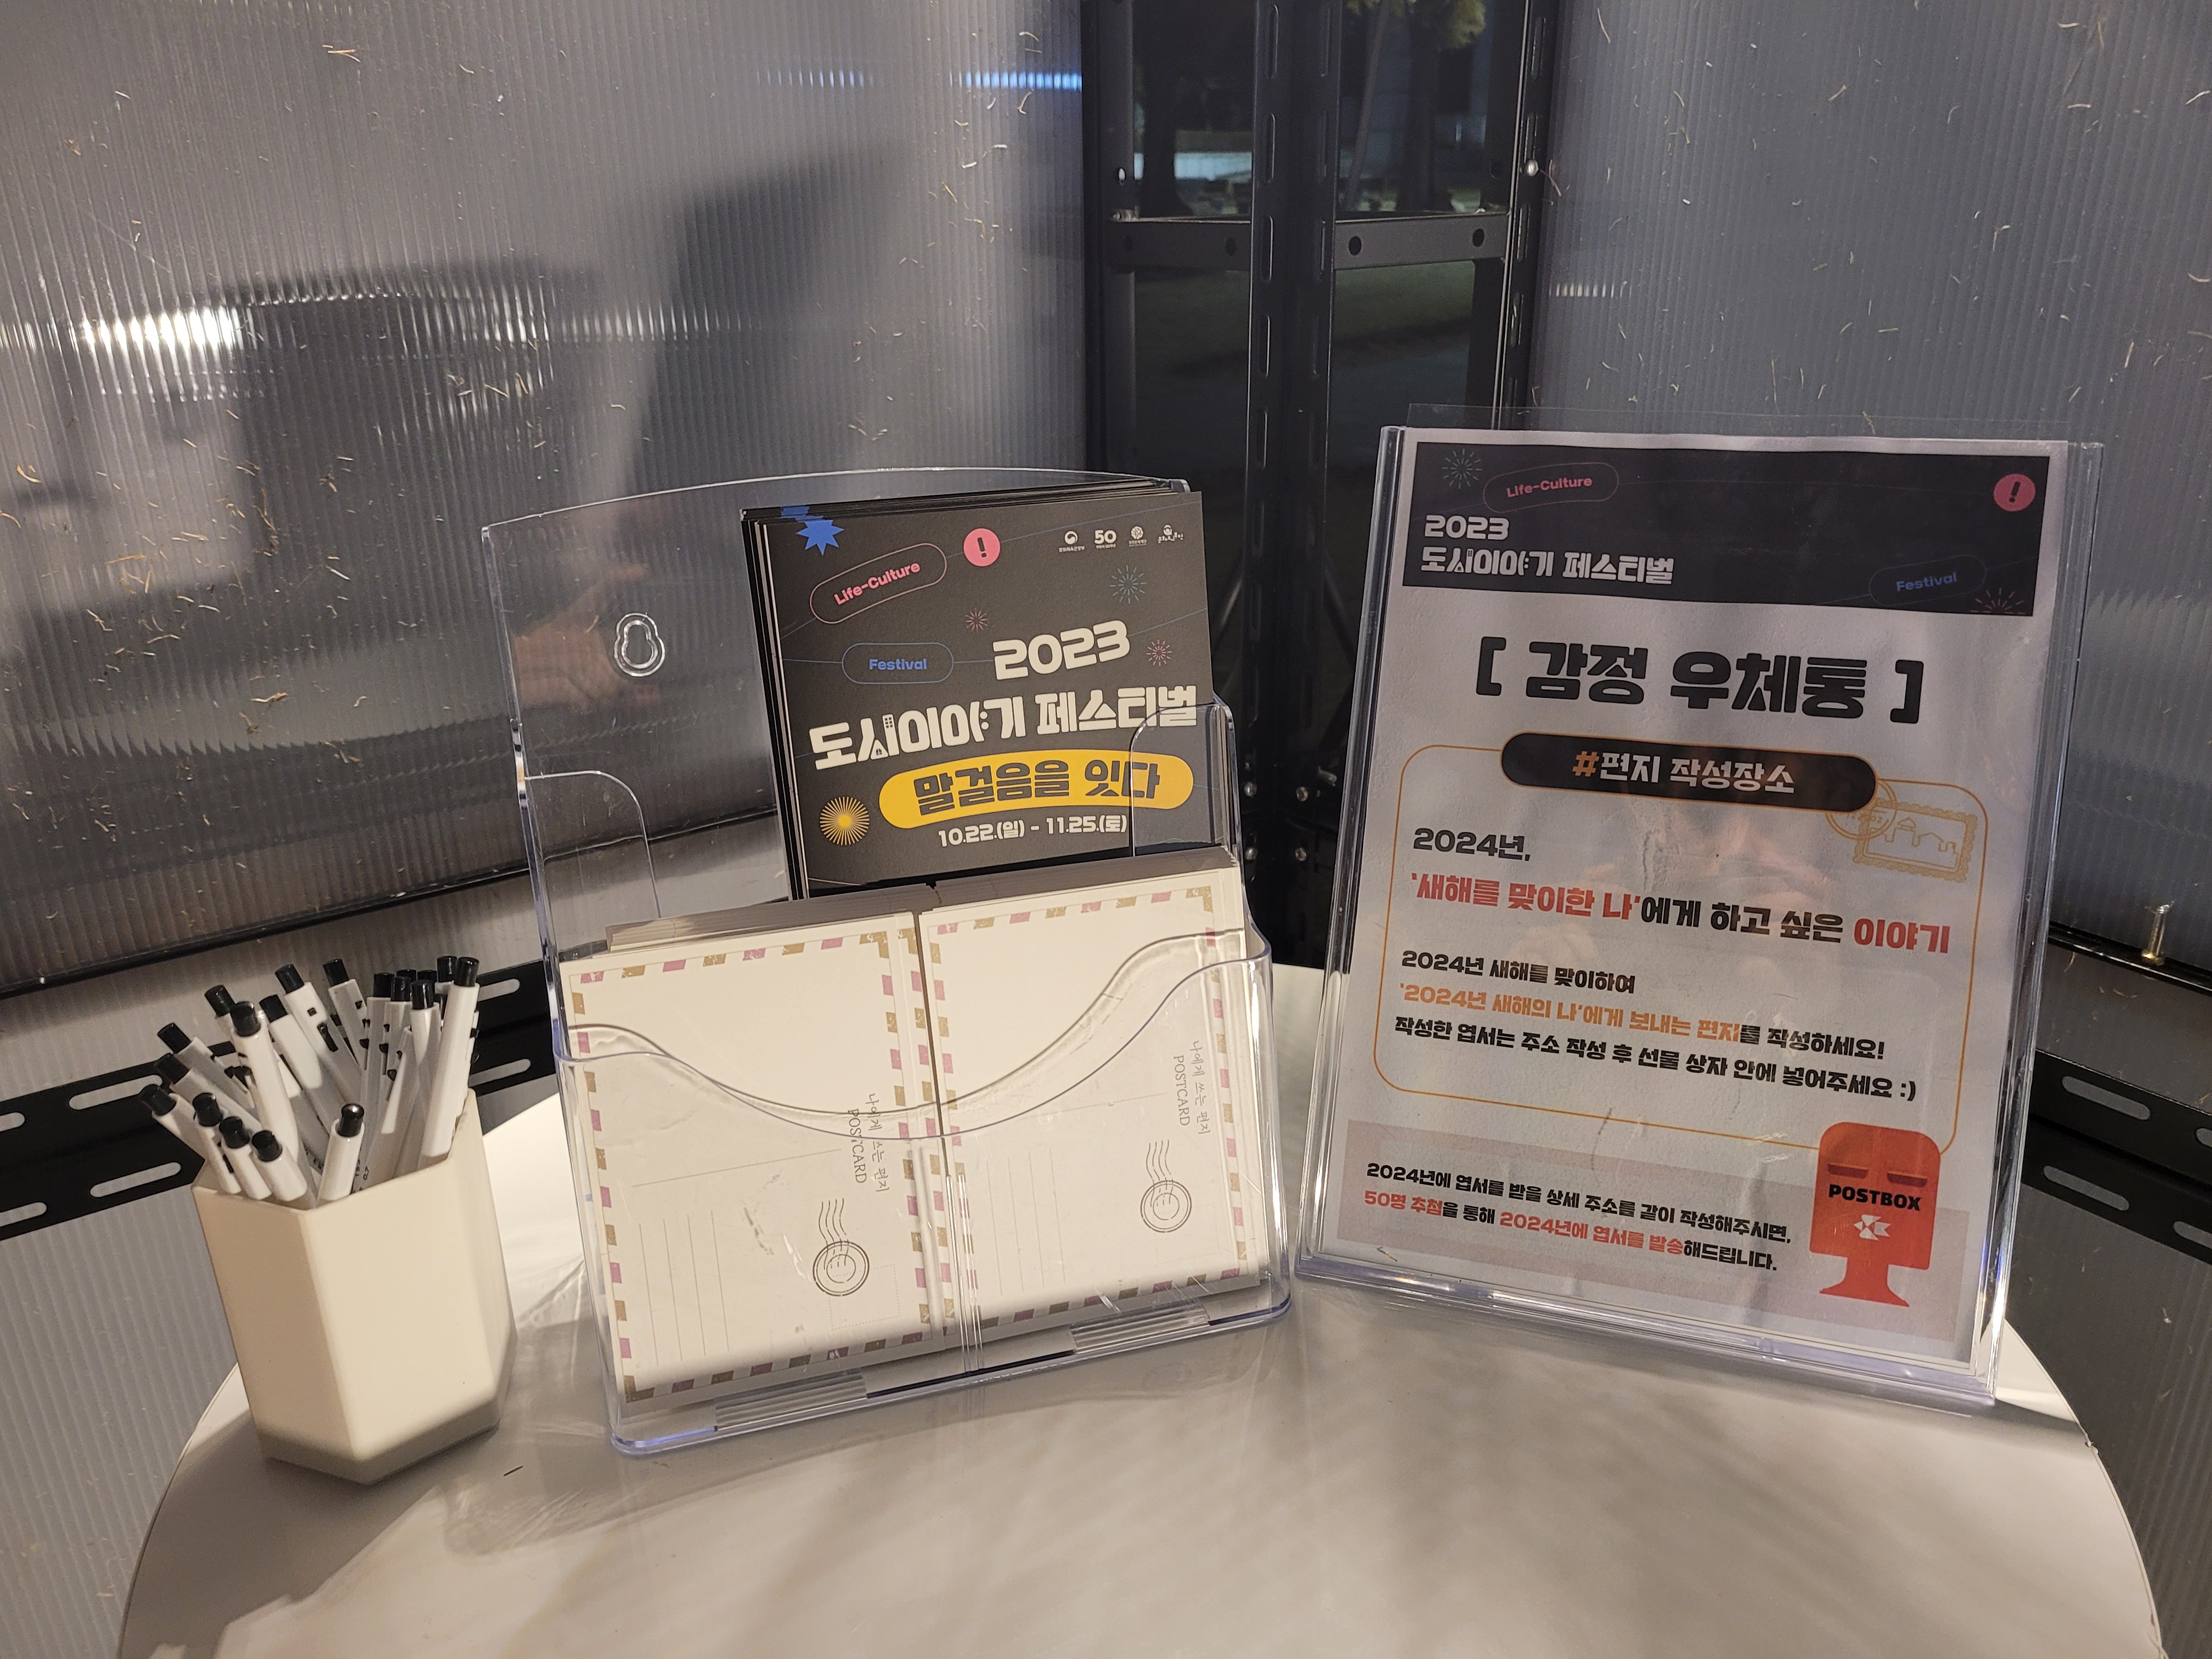 Life-Culture
!
50
Festival
2023
도시이야기 페스티벌
말걸음을 잇다
10.22.(일) - 11.25.(토)
나에게 쓰는 편지
POSTCARD
나에게 쓰는 편지
POSTCARD
Life-Culture
!
2023
도시이야기 페스티벌
Festival
[ 감정 우체통 ]
#편지 작성장소
2024년,
'새해를 맞이한 나'에게 하고 싶은 이야기
2024년 새해를 맞이하여
'2024년 새해의 나'에게 보내는 편지를 작성하세요!
작성한 엽서는 주소 작성 후 선물 상자 안에 넣어주세요 :)
2024년에 엽서를 받을 상세 주소를 같이 작성해주시면,
50명 추첨을 통해 2024년에 엽서를 발송해드립니다.
POSTBOX